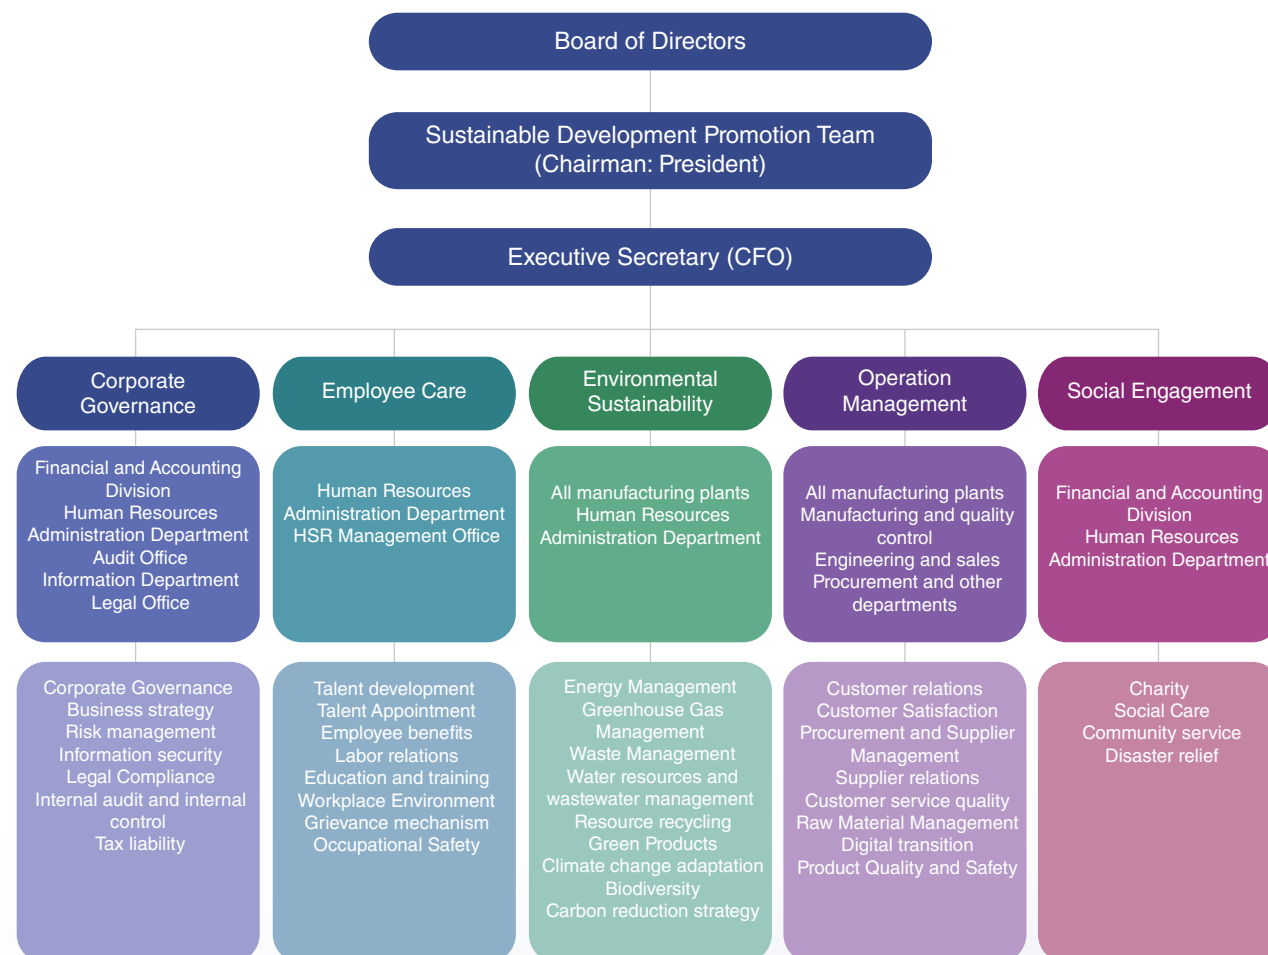 Board of Directors
Sustainable Development Promotion Team
(Chairman: President)
Executive Secretary (CFO)
Corporate
Governance
Financial and Accounting
Division
Human Resources
Administration Department
Audit Office
Information Department
Legal Office
Corporate Governance
Business strategy
Risk management
Information security
Legal Compliance
Internal audit and internal
control
Tax liability
Employee Care
Human Resources
Administration Department
HSR Management Office
Talent development
Talent Appointment
Employee benefits
Labor relations
Education and training
Workplace Environment
Grievance mechanism
Occupational Safety
Environmental
Sustainability
All manufacturing plants
Human Resources
Administration Department
Energy Management
Greenhouse Gas
Management
Waste Management
Water resources and
wastewater management
Resource recycling
Green Products
Climate change adaptation
Biodiversity
Carbon reduction strategy
Operation
Management
All manufacturing plants
Manufacturing and quality
control
Engineering and sales
Procurement and other
departments
Customer relations
Customer Satisfaction
Procurement and Supplier
Management
Supplier relations
Customer service quality
Raw Material Management
Digital transition
Product Quality and Safety
Social Engagement
Financial and Accounting
Division
Human Resources
Administration Department
Charity
Social Care
Community service
Disaster relief